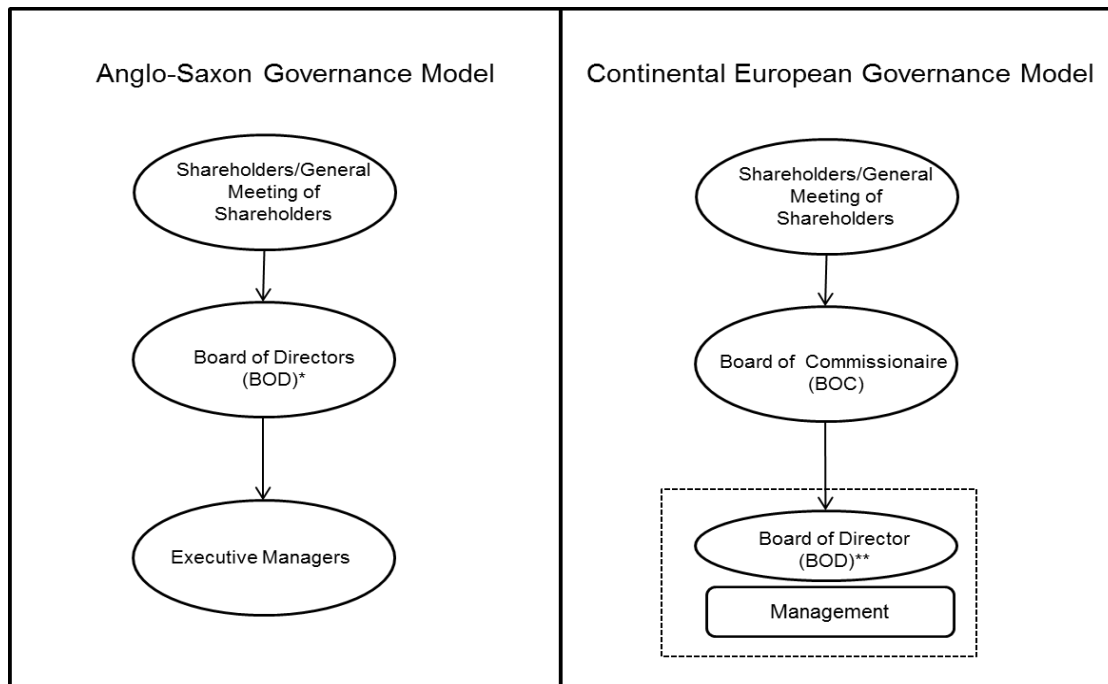 Anglo-Saxon Governance Model
Shareholders/General
Meeting of
Shareholders
Board of Directors
(BOD)*
Executive Managers
Continental European Governance Model
Shareholders/General
Meeting of
Shareholders
Board of Commissionaire
(BOC)
Board of Director
(BOD)**
Management